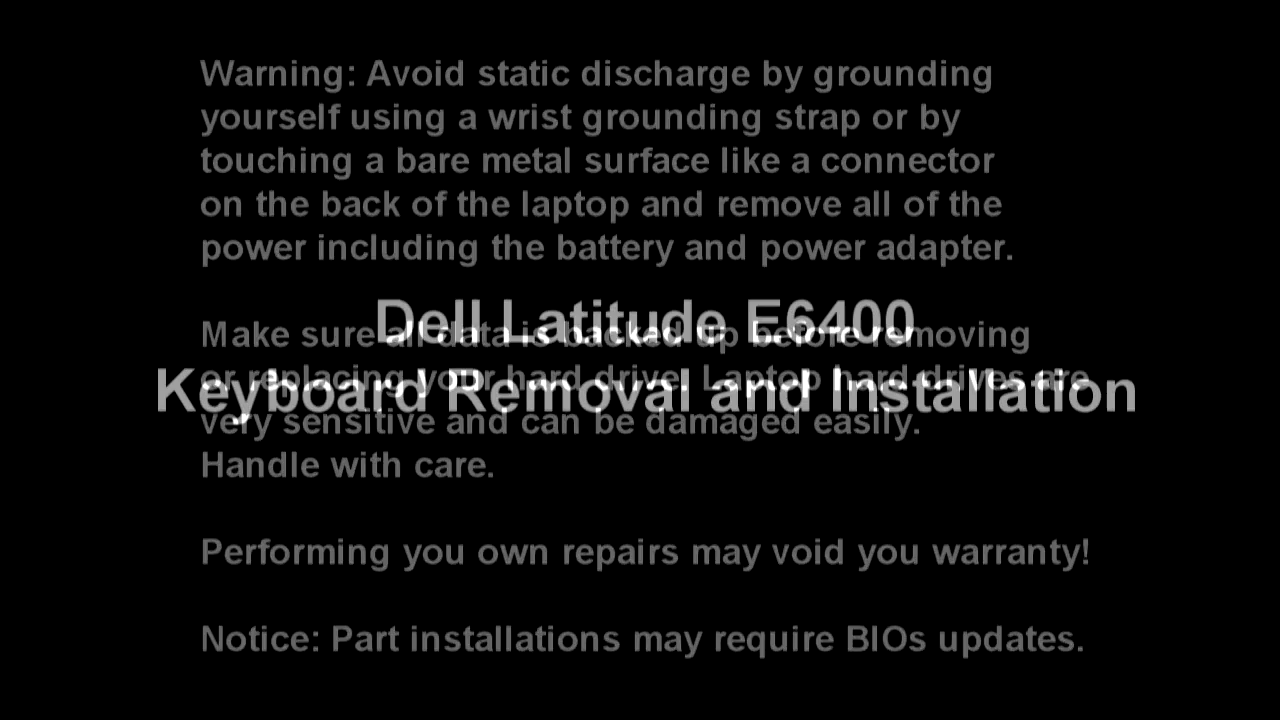 Warning: Avoid static discharge by grounding
yourself using a wrist grounding strap or by
touching a bare metal surface like a connector
on the back of the laptop and remove all of the
power including the battery and power adapter.
Dell Latitude E6400
Make sure all data is backed up before removing
or replacing your hard drive. Laptop hard drives are
Keyboard Removal and Installation
very sensitive and can be damaged easily.
Handle with care.
Performing you own repairs may void you warranty!
Notice: Part installations may require BIOs updates.